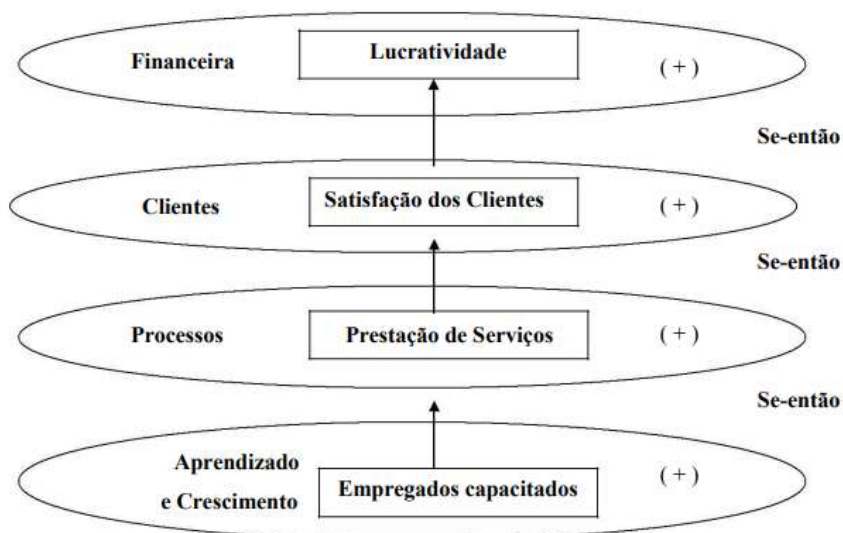 Financeira
Lucratividade
( + )
Se-então
Clientes
Satisfação dos Clientes
( + )
Se-então
Processos
Prestação de Serviços
( + )
Se-então
Aprendizado
e Crescimento
Empregados capacitados
( + )